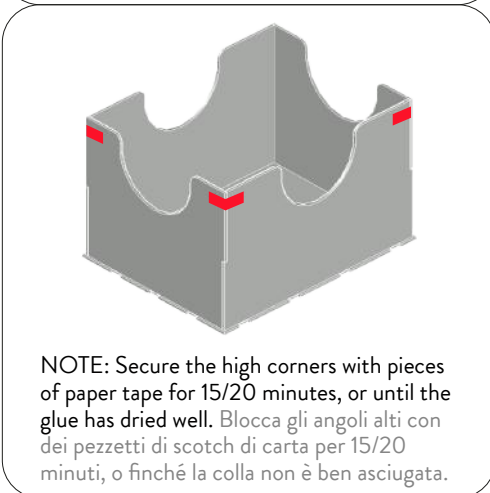 NOTE: Secure the high corners with pieces
of paper tape for 15/20 minutes, or until the
glue has dried well. Blocca gli angoli alti con
dei pezzetti di scotch di carta per 15/20
minuti, o finché la colla non è ben asciugata.